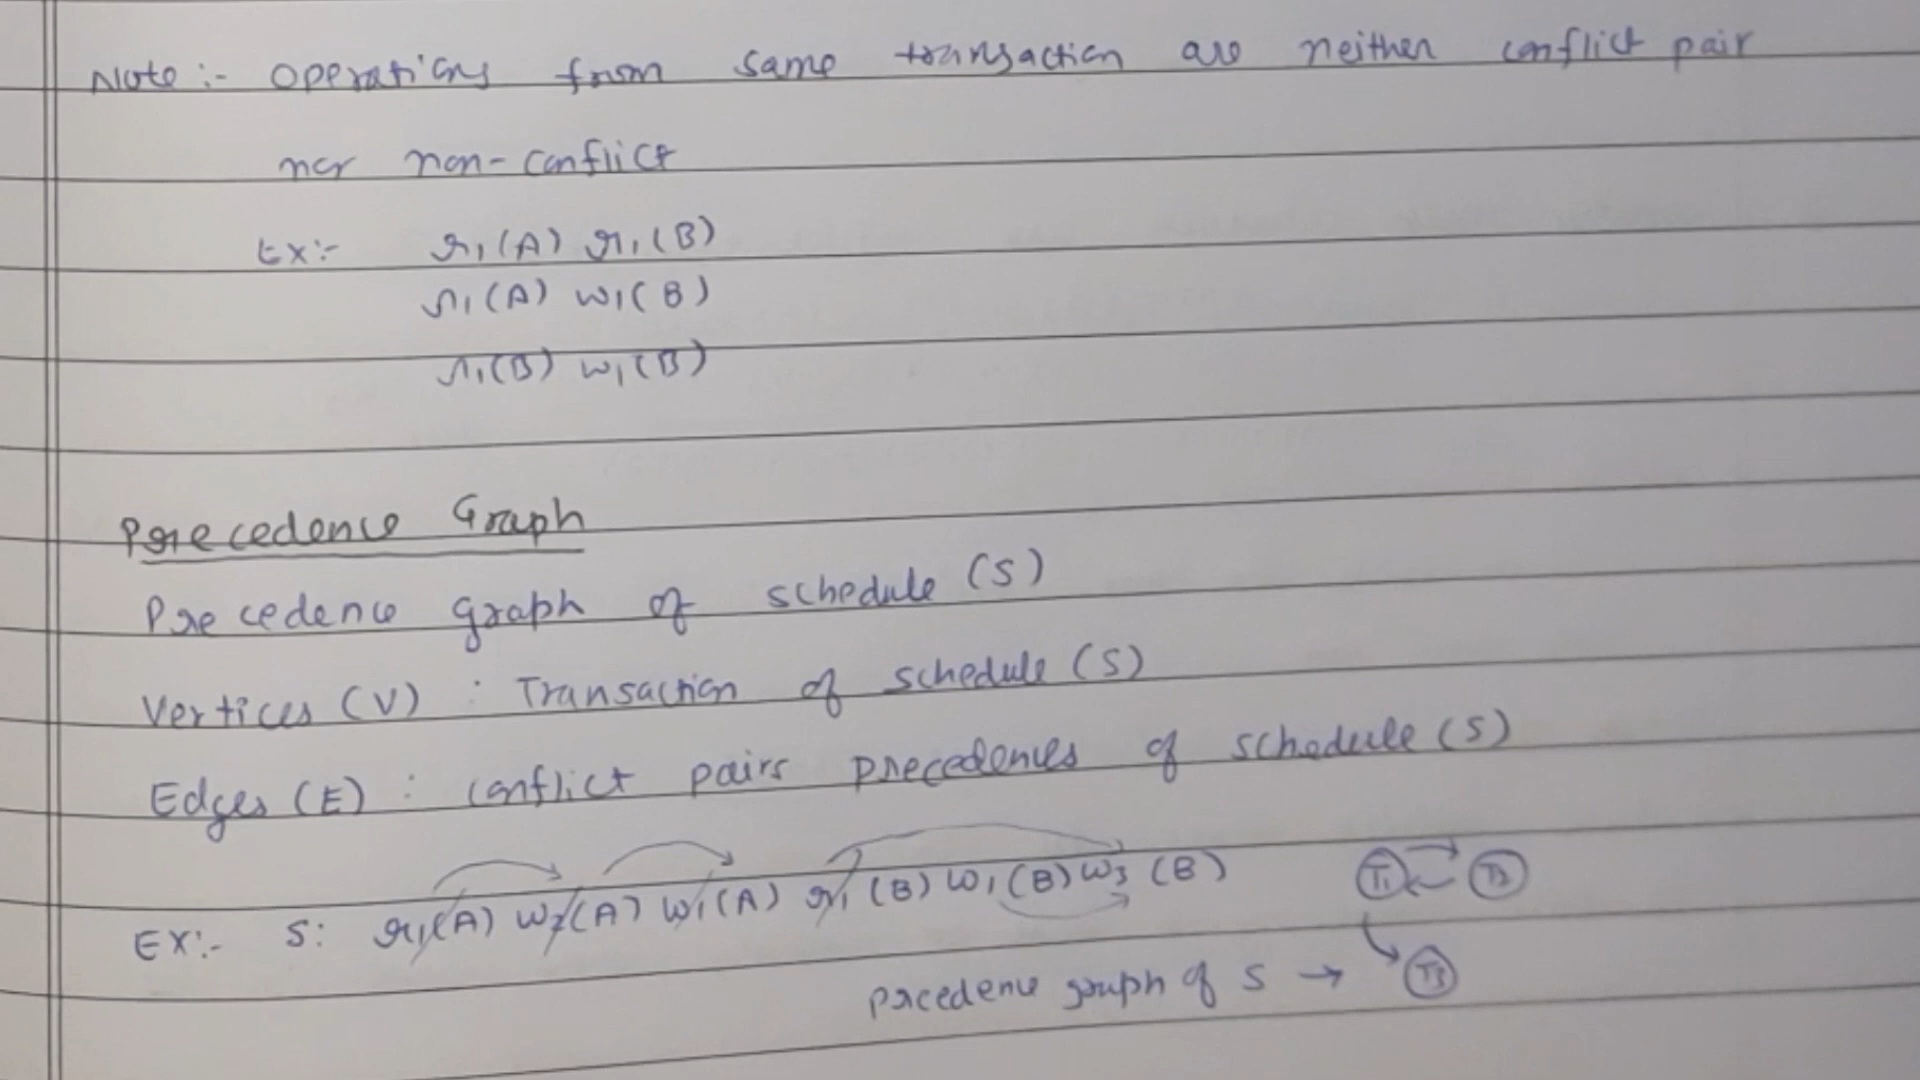 Note :- operations from same transaction are neither conflict pair
nor non-conflict
Ex:- r1(A) r1(B)
r1(A) w1(B)
r1(B) w1(B)
Precedence Graph
Precedence graph of schedule (S)
Vertices (V) : Transaction of schedule (S)
Edges (E) : conflict pairs precedences of schedule (S)
EX:- S: r1(A) w2(A) w1(A) r1(B) w1(B) w3(B) T1 T2
precedence graph of S → T3